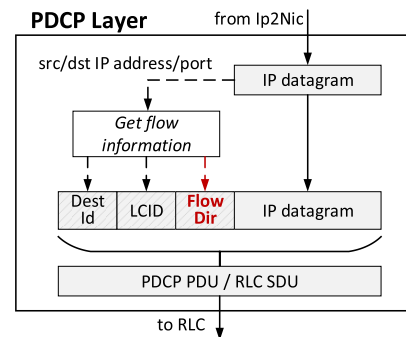 PDCP Layer
from Ip2Nic
src/dst IP address/port
IP datagram
Get flow
information
Dest
Id
LCID
Flow
Dir
IP datagram
PDCP PDU / RLC SDU
to RLC